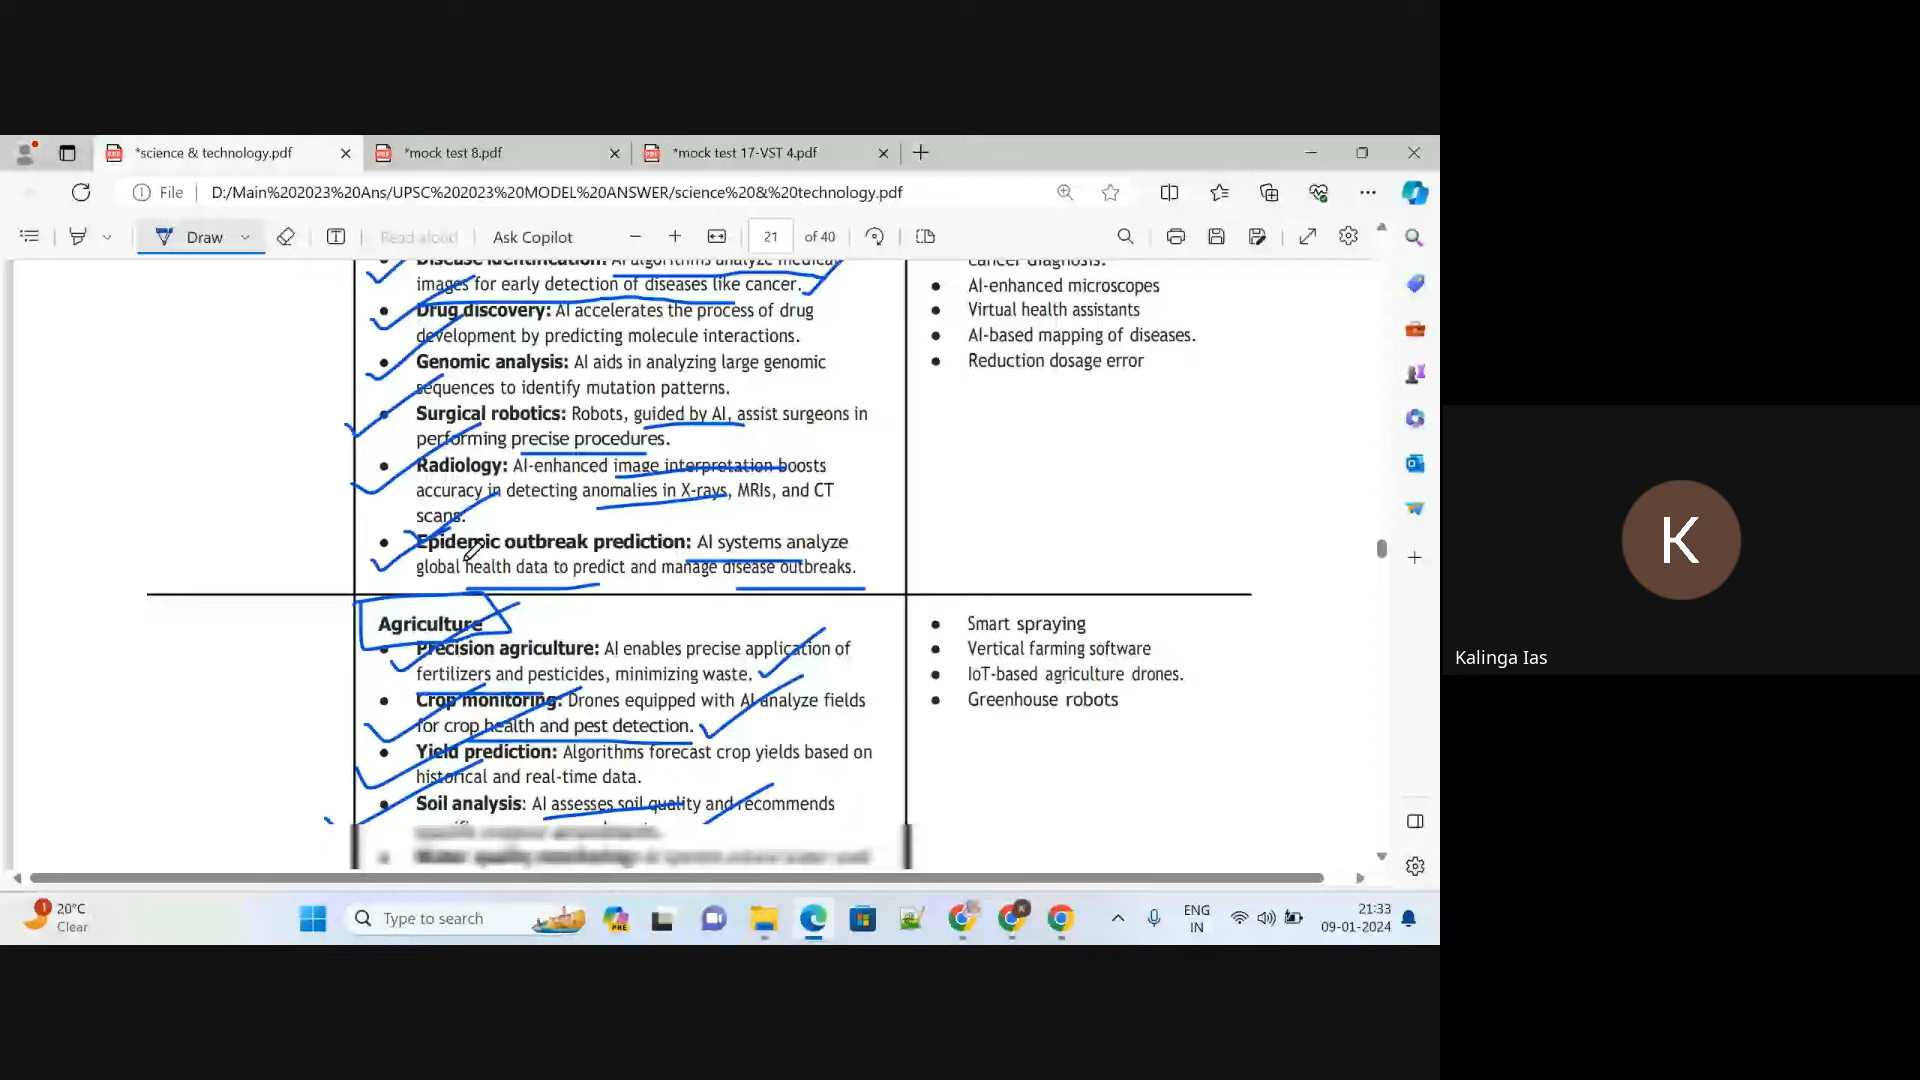 *science & technology.pdf
*mock test 8.pdf
*mock test 17-VST 4.pdf
File
D:/Main%202023%20Ans/UPSC%202023%20MODEL%20ANSWER/science%20&%20technology.pdf
Draw
Read aloud
Ask Copilot
21
of 40
Disease identification: AI algorithms analyze medical
images for early detection of diseases like cancer.
Drug discovery: AI accelerates the process of drug
development by predicting molecule interactions.
Genomic analysis: AI aids in analyzing large genomic
sequences to identify mutation patterns.
Surgical robotics: Robots, guided by AI, assist surgeons in
performing precise procedures.
Radiology: AI-enhanced image interpretation boosts
accuracy in detecting anomalies in X-rays, MRIs, and CT
scans.
Epidemic outbreak prediction: AI systems analyze
global health data to predict and manage disease outbreaks.
cancer diagnosis.
AI-enhanced microscopes
Virtual health assistants
AI-based mapping of diseases.
Reduction dosage error
Agriculture
Precision agriculture: AI enables precise application of
fertilizers and pesticides, minimizing waste.
Crop monitoring: Drones equipped with AI analyze fields
for crop health and pest detection.
Yield prediction: Algorithms forecast crop yields based on
historical and real-time data.
Soil analysis: AI assesses soil quality and recommends
Smart spraying
Vertical farming software
IoT-based agriculture drones.
Greenhouse robots
K
Kalinga Ias
1
20°C
Clear
Type to search
PRE
ENG
IN
21:33
09-01-2024